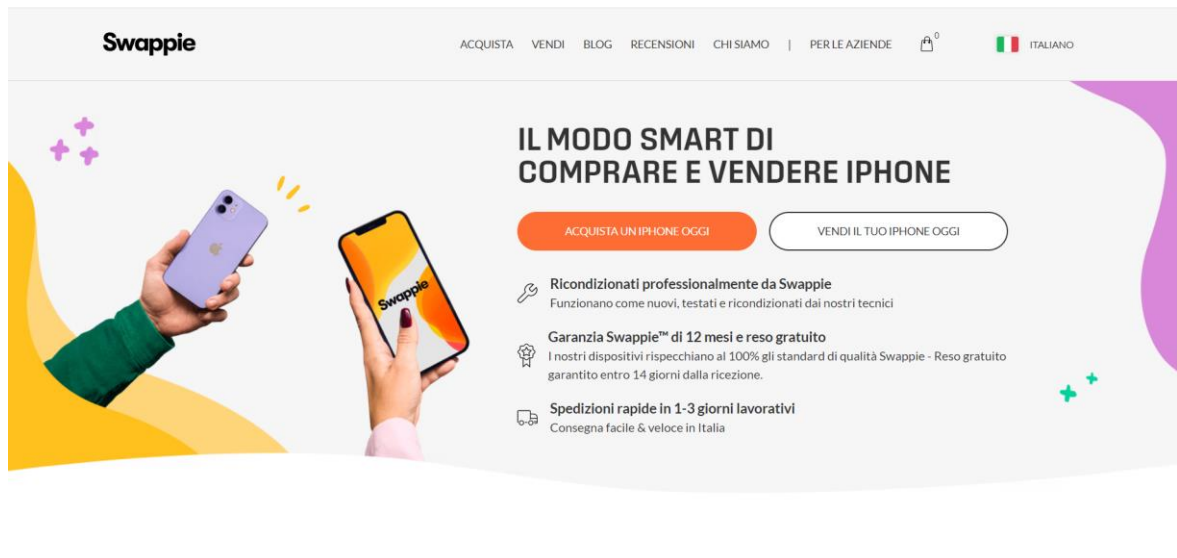 Swappie
ACQUISTA VENDI BLOG RECENSIONI CHI SIAMO | PER LE AZIENDE 0 ITALIANO
IL MODO SMART DI
COMPRARE E VENDERE IPHONE
ACQUISTA UN IPHONE OGGI VENDI IL TUO IPHONE OGGI
Swappie
Ricondizionati professionalmente da Swappie
Funzionano come nuovi, testati e ricondizionati dai nostri tecnici
Garanzia Swappie™ di 12 mesi e reso gratuito
I nostri dispositivi rispecchiano al 100% gli standard di qualità Swappie - Reso gratuito
garantito entro 14 giorni dalla ricezione.
Spedizioni rapide in 1-3 giorni lavorativi
Consegna facile & veloce in Italia